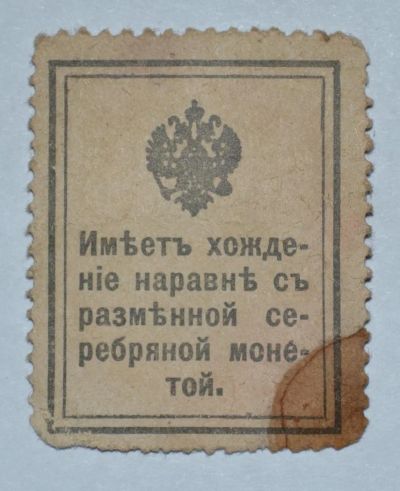 Имѣетъ хожде-
ніе наравнѣ съ
размѣнной се-
ребряной моне-
той.